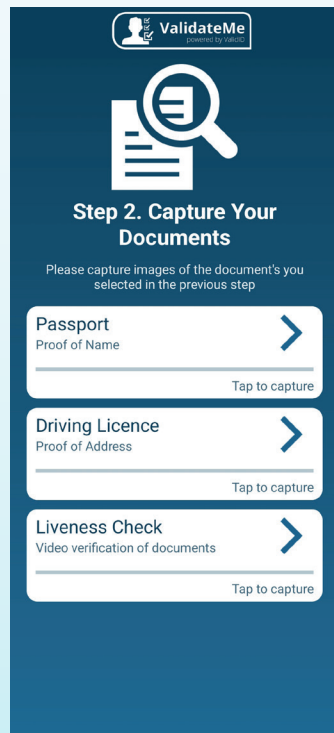 ValidateMe
powered by ValidID
Step 2. Capture Your
Documents
Please capture images of the document's you
selected in the previous step
Passport
Proof of Name
Tap to capture
Driving Licence
Proof of Address
Tap to capture
Liveness Check
Video verification of documents
Tap to capture